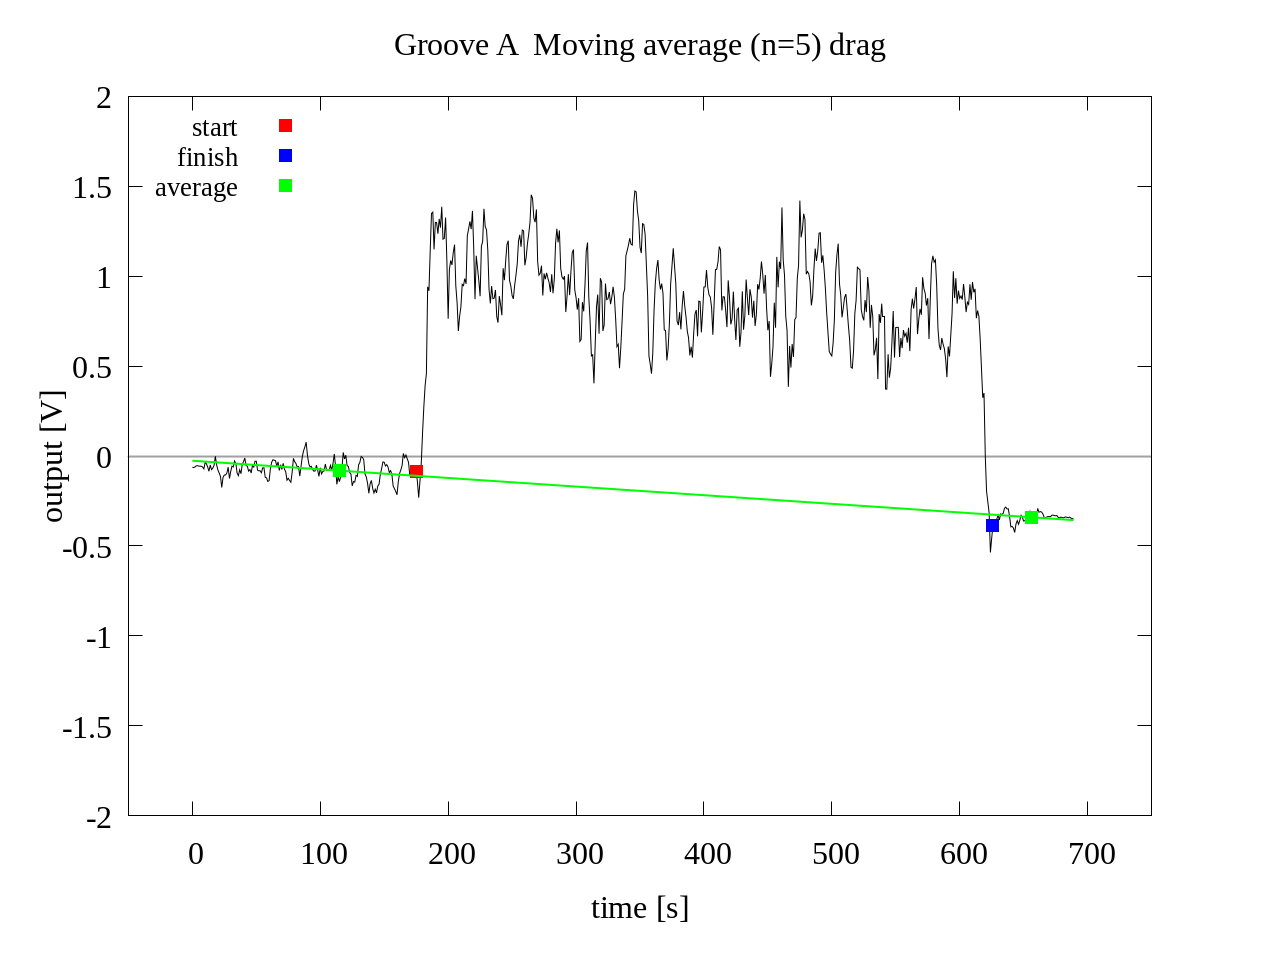 Groove A  Moving average (n=5) drag
start
finish
average
2
1.5
1
0.5
0
-0.5
-1
-1.5
-2
output [V]
0 100 200 300 400 500 600 700
time [s]